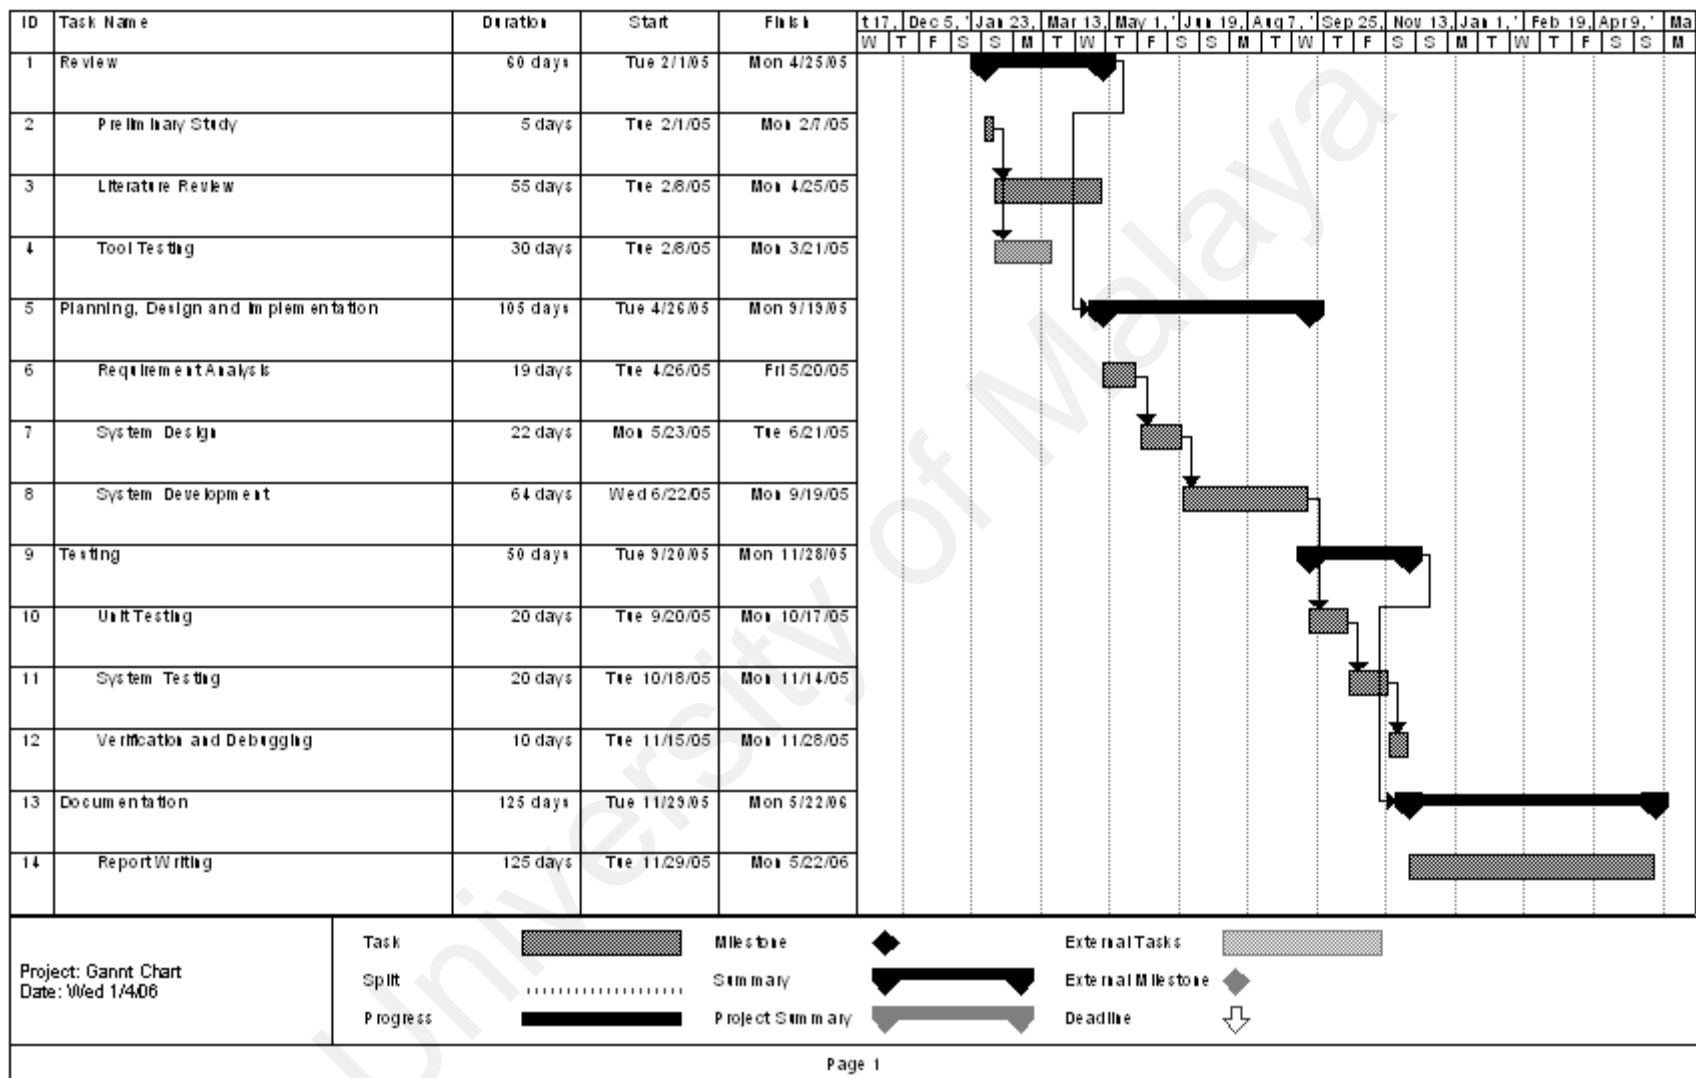 ID Task Name Duration Start Finish t 17, Dec 5, ' Jan 23, Mar 13, May 1, ' Jun 19, Aug 7, ' Sep 25, Nov 13, Jan 1, ' Feb 19, Apr 9, ' Ma
W T F S S M T W T F S S M T W T F S S M T W T F S S M
1 Review 60 days Tue 2/1/05 Mon 4/25/05
2 Preliminary Study 5 days Tue 2/1/05 Mon 2/7/05
3 Literature Review 55 days Tue 2/8/05 Mon 4/25/05
4 Tool Testing 30 days Tue 2/8/05 Mon 3/21/05
5 Planning, Design and Implementation 105 days Tue 4/26/05 Mon 9/19/05
6 Requirement Analysis 19 days Tue 4/26/05 Fri 5/20/05
7 System Design 22 days Mon 5/23/05 Tue 6/21/05
8 System Development 64 days Wed 6/22/05 Mon 9/19/05
9 Testing 50 days Tue 9/20/05 Mon 11/28/05
10 Unit Testing 20 days Tue 9/20/05 Mon 10/17/05
11 System Testing 20 days Tue 10/18/05 Mon 11/14/05
12 Verification and Debugging 10 days Tue 11/15/05 Mon 11/28/05
13 Documentation 125 days Tue 11/29/05 Mon 5/22/06
14 Report Writing 125 days Tue 11/29/05 Mon 5/22/06
University of Malaya
Project: Gannt Chart
Date: Wed 1/4/06
Task Milestone External Tasks
Split Summary External Milestone
Progress Project Summary Deadline
Page 1